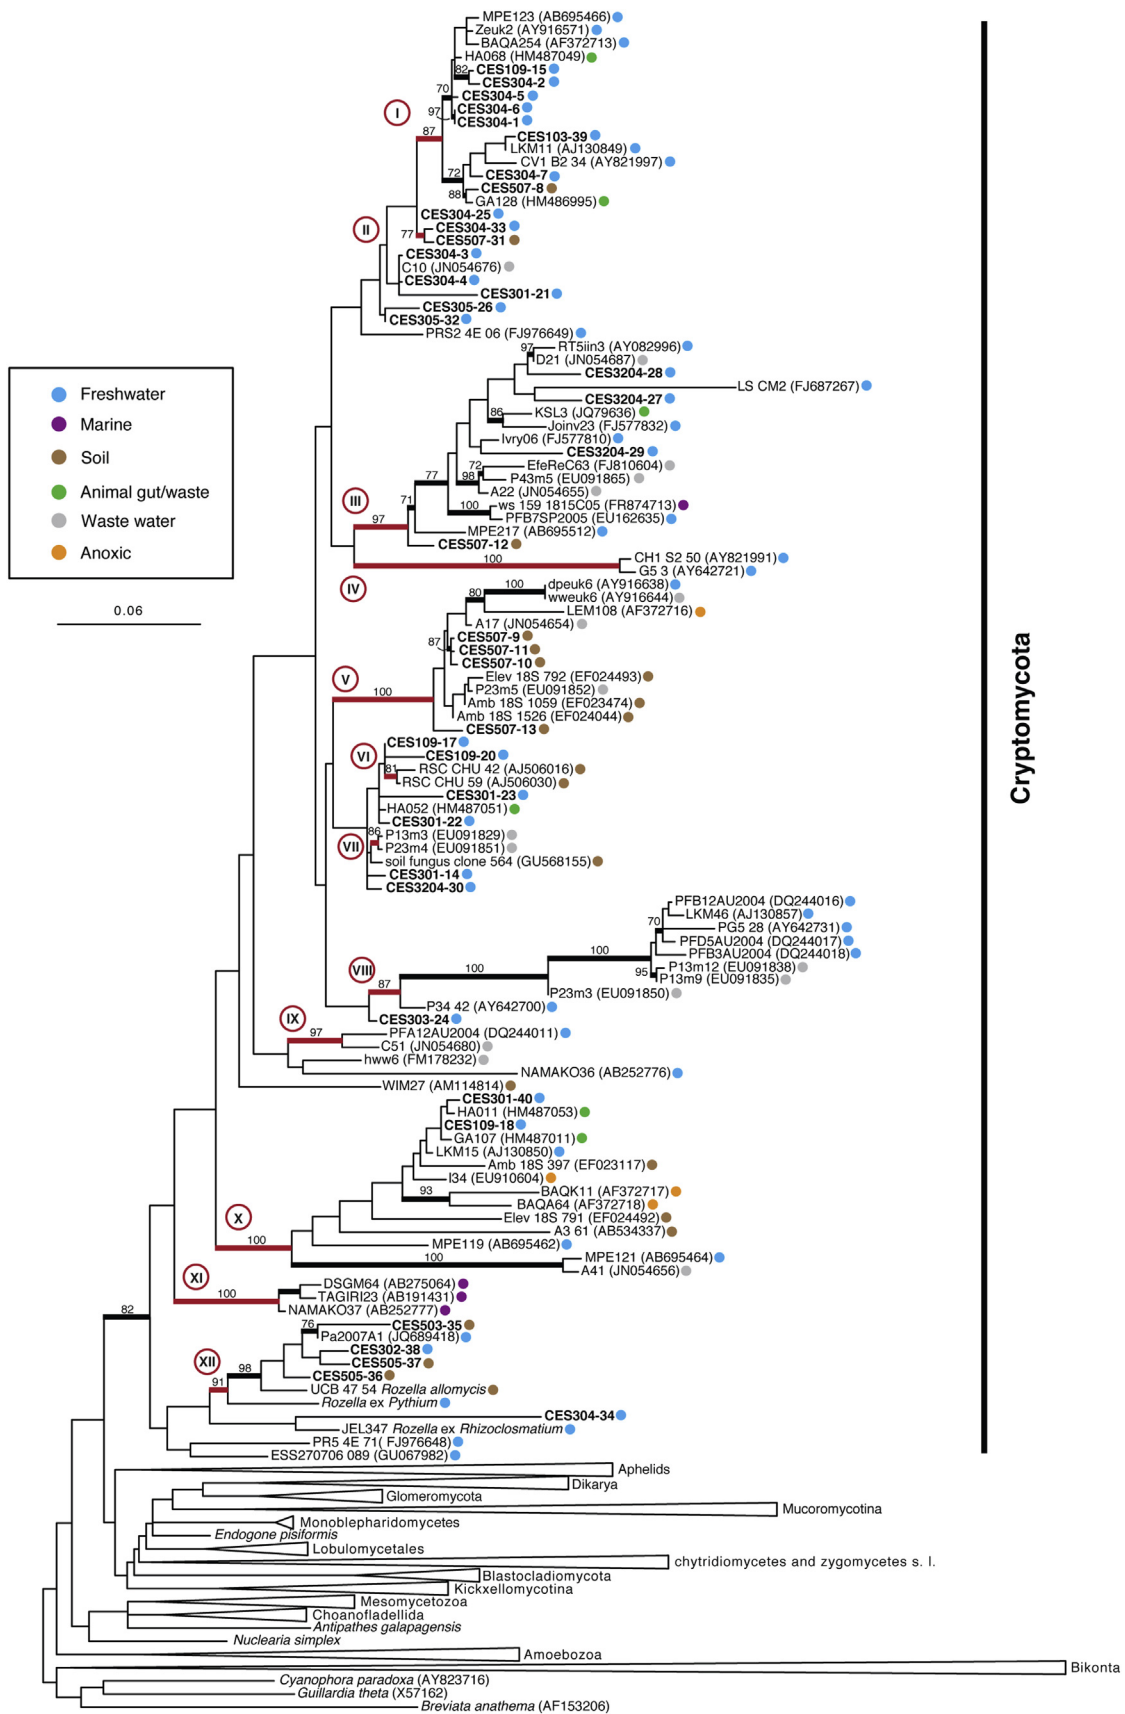 MPE123 (AB695466)
Zeuk2 (AY916571)
BAQA254 (AF372713)
HA068 (HM487049)
82
CES109-15
CES304-2
70
CES304-5
97
CES304-6
CES304-1
I
87
CES103-39
LKM11 (AJ130849)
CV1 B2 34 (AY821997)
72
CES304-7
88
CES507-8
GA128 (HM486995)
CES304-25
II
77
CES304-33
CES507-31
CES304-3
C10 (JN054676)
CES304-4
CES301-21
CES305-26
CES305-32
PRS2 4E 06 (FJ976649)
97
RT5iin3 (AY082996)
D21 (JN054687)
CES3204-28
LS CM2 (FJ687267)
CES3204-27
86
KSL3 (JQ79636)
Joinv23 (FJ577832)
Ivry06 (FJ577810)
CES3204-29
72
EfeReC63 (FJ810604)
77
98
P43m5 (EU091865)
A22 (JN054655)
III
71
100
ws 159 1815C05 (FR874713)
PFB7SP2005 (EU162635)
97
MPE217 (AB695512)
CES507-12
100
CH1 S2 50 (AY821991)
G5 3 (AY642721)
IV
Freshwater
Marine
Soil
Animal gut/waste
Waste water
Anoxic
0.06
100
dpeuk6 (AY916638)
80
wweuk6 (AY916644)
LEM108 (AF372716)
A17 (JN054654)
87
CES507-9
CES507-11
CES507-10
V
100
Elev 18S 792 (EF024493)
P23m5 (EU091852)
Amb 18S 1059 (EF023474)
Amb 18S 1526 (EF024044)
CES507-13
Cryptomycota
VI
CES109-17
CES109-20
81
RSC CHU 42 (AJ506016)
RSC CHU 59 (AJ506030)
CES301-23
HA052 (HM487051)
CES301-22
VII
86
P13m3 (EU091829)
P23m4 (EU091851)
soil fungus clone 564 (GU568155)
CES301-14
CES3204-30
PFB12AU2004 (DQ244016)
LKM46 (AJ130857)
70
PG5 28 (AY642731)
PFD5AU2004 (DQ244017)
100
PFB3AU2004 (DQ244018)
95
P13m12 (EU091838)
P13m9 (EU091835)
VIII
100
87
P23m3 (EU091850)
P34 42 (AY642700)
CES303-24
IX
97
PFA12AU2004 (DQ244011)
C51 (JN054680)
hww6 (FM178232)
NAMAKO36 (AB252776)
WIM27 (AM114814)
CES301-40
HA011 (HM487053)
CES109-18
GA107 (HM487011)
LKM15 (AJ130850)
Amb 18S 397 (EF023117)
I34 (EU910604)
93
BAQK11 (AF372717)
BAQA64 (AF372718)
Elev 18S 791 (EF024492)
X
100
A3 61 (AB534337)
MPE119 (AB695462)
100
MPE121 (AB695464)
A41 (JN054656)
XI
100
DSGM64 (AB275064)
TAGIRI23 (AB191431)
NAMAKO37 (AB252777)
82
76
CES503-35
Pa2007A1 (JQ689418)
CES302-38
CES505-37
XII
98
CES505-36
91
UCB 47 54 Rozella allomycis
Rozella ex Pythium
CES304-34
JEL347 Rozella ex Rhizoclosmatium
PR5 4E 71( FJ976648)
ESS270706 089 (GU067982)
Aphelids
Dikarya
Glomeromycota
Mucoromycotina
Monoblepharidomycetes
Endogone pisiformis
Lobulomycetales
chytridiomycetes and zygomycetes s. l.
Blastocladiomycota
Kickxellomycotina
Mesomycetozoa
Choanofladellida
Antipathes galapagensis
Nuclearia simplex
Amoebozoa
Bikonta
Cyanophora paradoxa (AY823716)
Guillardia theta (X57162)
Breviata anathema (AF153206)